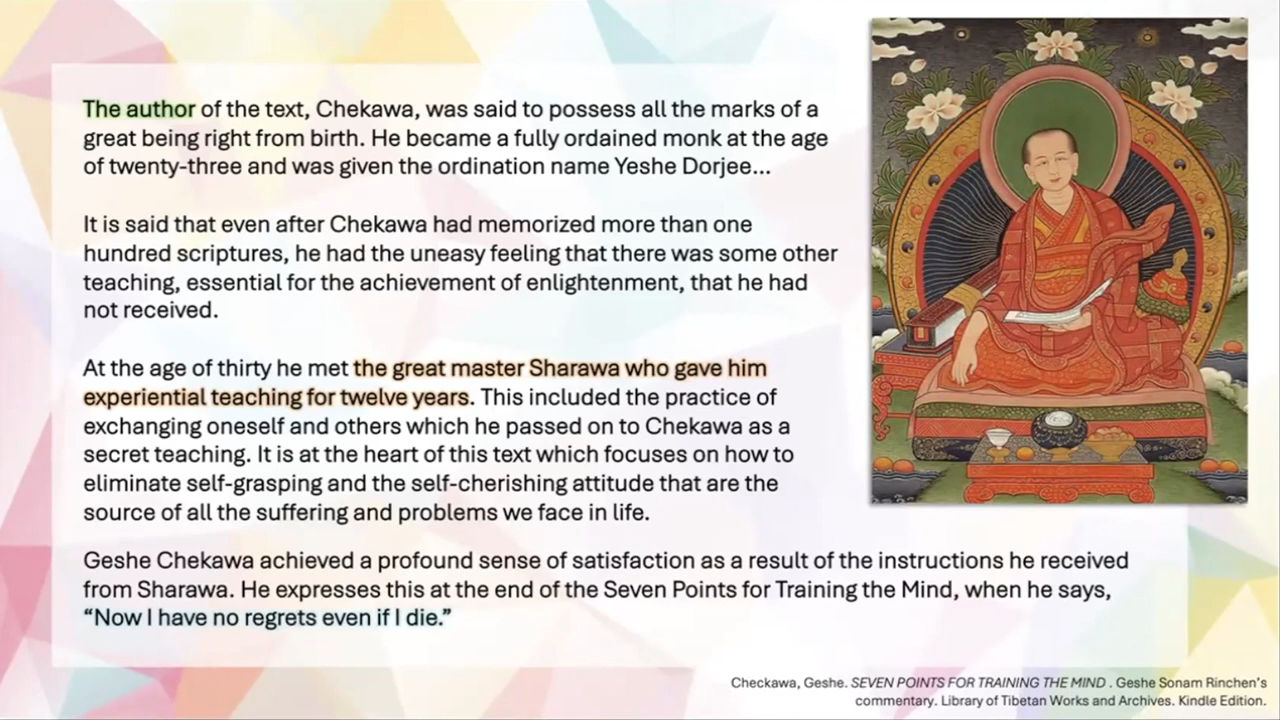 The author of the text, Chekawa, was said to possess all the marks of a
great being right from birth. He became a fully ordained monk at the age
of twenty-three and was given the ordination name Yeshe Dorjee...
It is said that even after Chekawa had memorized more than one
hundred scriptures, he had the uneasy feeling that there was some other
teaching, essential for the achievement of enlightenment, that he had
not received.
At the age of thirty he met the great master Sharawa who gave him
experiential teaching for twelve years. This included the practice of
exchanging oneself and others which he passed on to Chekawa as a
secret teaching. It is at the heart of this text which focuses on how to
eliminate self-grasping and the self-cherishing attitude that are the
source of all the suffering and problems we face in life.
Geshe Chekawa achieved a profound sense of satisfaction as a result of the instructions he received
from Sharawa. He expresses this at the end of the Seven Points for Training the Mind, when he says,
“Now I have no regrets even if I die.”
Checkawa, Geshe. SEVEN POINTS FOR TRAINING THE MIND . Geshe Sonam Rinchen's
commentary. Library of Tibetan Works and Archives. Kindle Edition.